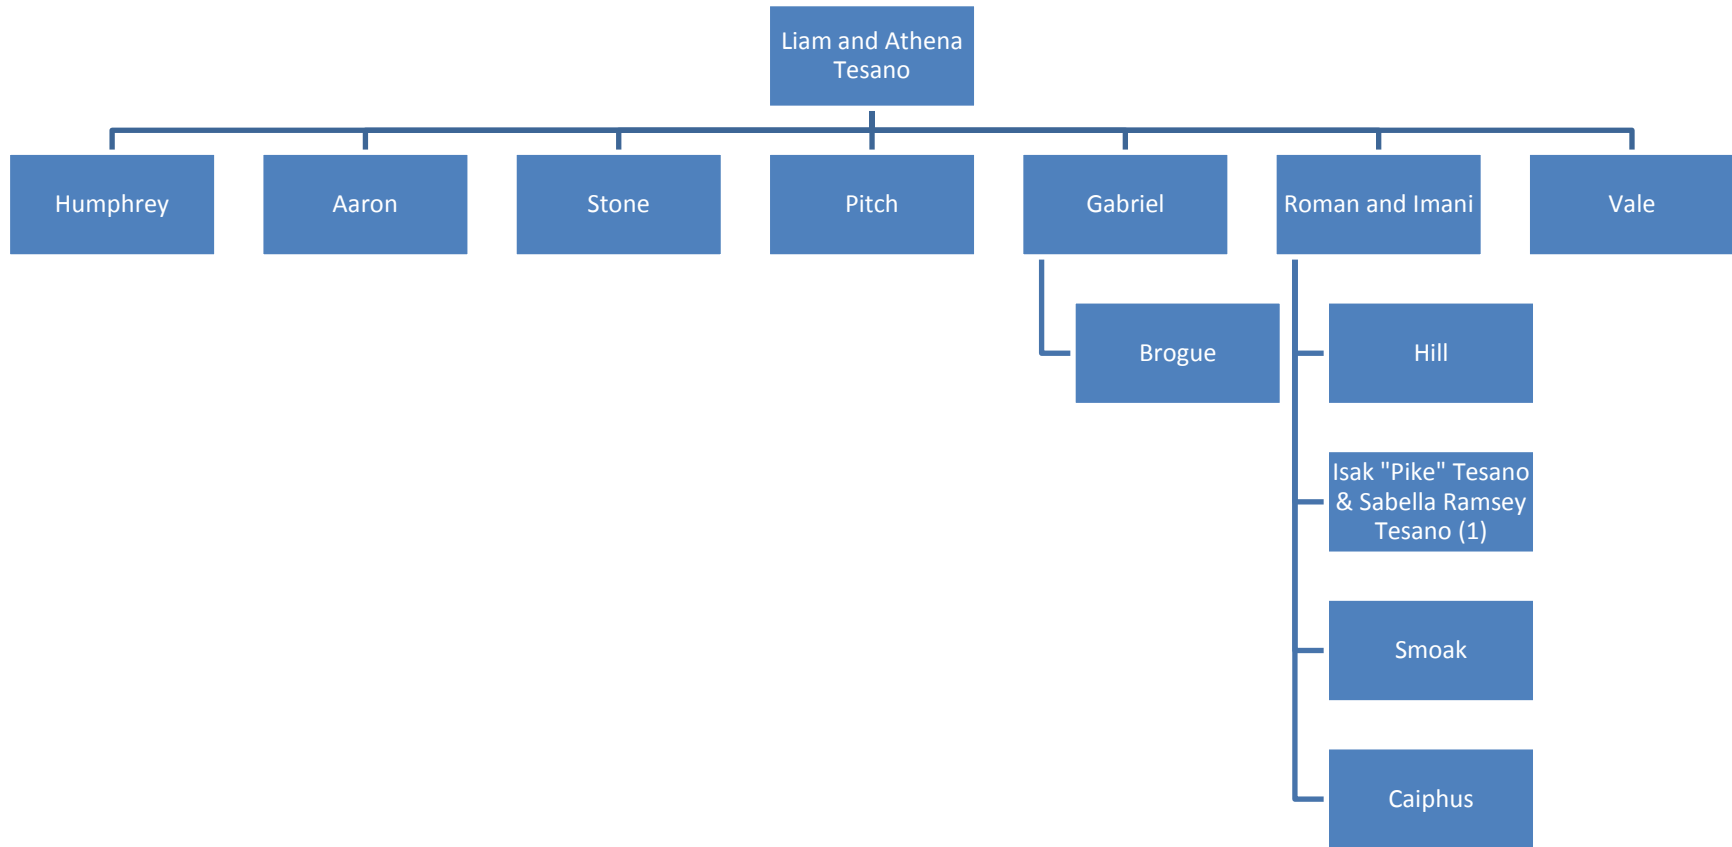 Liam and Athena
Tesano
Humphrey
Aaron
Stone
Pitch
Gabriel
Roman and Imani
Vale
Brogue
Hill
Isak "Pike" Tesano
& Sabella Ramsey
Tesano (1)
Smoak
Caiphus